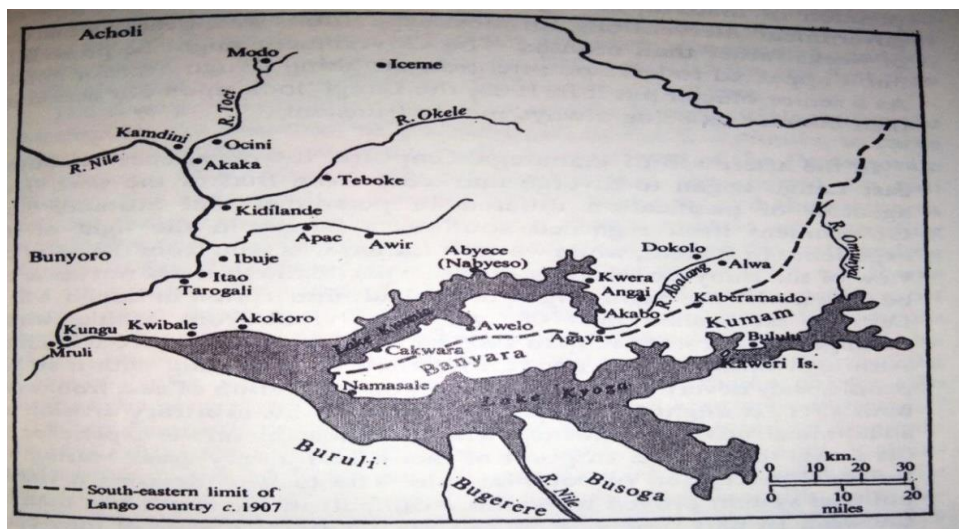 Acholi
Modo
Iceme
R. Toci
R. Okele
Kamdini
Ocini
R. Nile
Akaka
Teboke
Kidilande
Apac
Awir
Bunyoro
Ibuje
Itao
Tarogali
Abyece
(Nabyeso)
Dokolo
R. Omunyal
Kwera
Alwa
Angai
R. Abalang
Kaberamaido
Akabo
Kumam
Kungu
Kwibale
Akokoro
Lake Kwania
Awelo
Agaya
Bululu
Mruli
Cakwara
Banyara
Kaweri Is.
Namasale
Lake Kyoga
Buruli
Bugerere
R. Nile
Busoga
km.
0 10 20 30
0 10 20
miles
South-eastern limit of
Lango country c. 1907